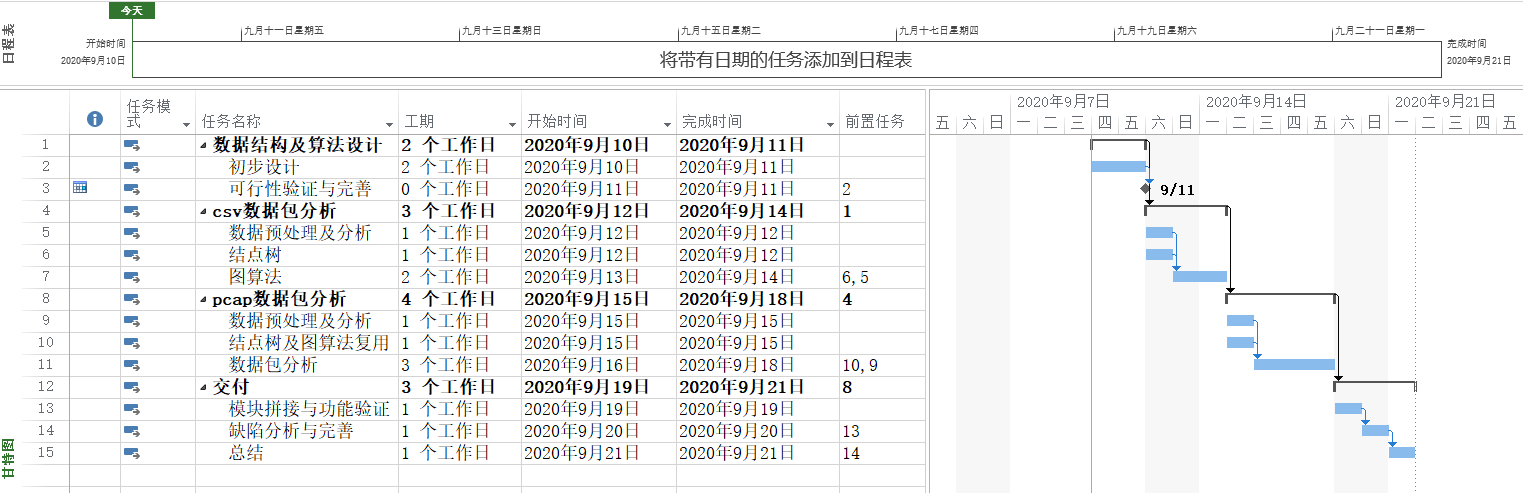 今天
日程表
开始时间
2020年9月10日
九月十一日星期五
九月十三日星期日
九月十五日星期二
九月十七日星期四
九月十九日星期六
九月二十一日星期一
将带有日期的任务添加到日程表
完成时间
2020年9月21日
任务模式 任务名称 工期 开始时间 完成时间 前置任务
2020年9月7日 2020年9月14日 2020年9月21日
五 六 日 一 二 三 四 五 六 日 一 二 三 四 五 六 日 一 二 三 四 五
1 数据结构及算法设计 2 个工作日 2020年9月10日 2020年9月11日
2 初步设计 2 个工作日 2020年9月10日 2020年9月11日
3 可行性验证与完善 0 个工作日 2020年9月11日 2020年9月11日 2 9/11
4 csv数据包分析 3 个工作日 2020年9月12日 2020年9月14日 1
5 数据预处理及分析 1 个工作日 2020年9月12日 2020年9月12日
6 结点树 1 个工作日 2020年9月12日 2020年9月12日
7 图算法 2 个工作日 2020年9月13日 2020年9月14日 6,5
8 pcap数据包分析 4 个工作日 2020年9月15日 2020年9月18日 4
9 数据预处理及分析 1 个工作日 2020年9月15日 2020年9月15日
10 结点树及图算法复用 1 个工作日 2020年9月15日 2020年9月15日
11 数据包分析 3 个工作日 2020年9月16日 2020年9月18日 10,9
12 交付 3 个工作日 2020年9月19日 2020年9月21日 8
13 模块拼接与功能验证 1 个工作日 2020年9月19日 2020年9月19日
14 缺陷分析与完善 1 个工作日 2020年9月20日 2020年9月20日 13
15 总结 1 个工作日 2020年9月21日 2020年9月21日 14
甘特图